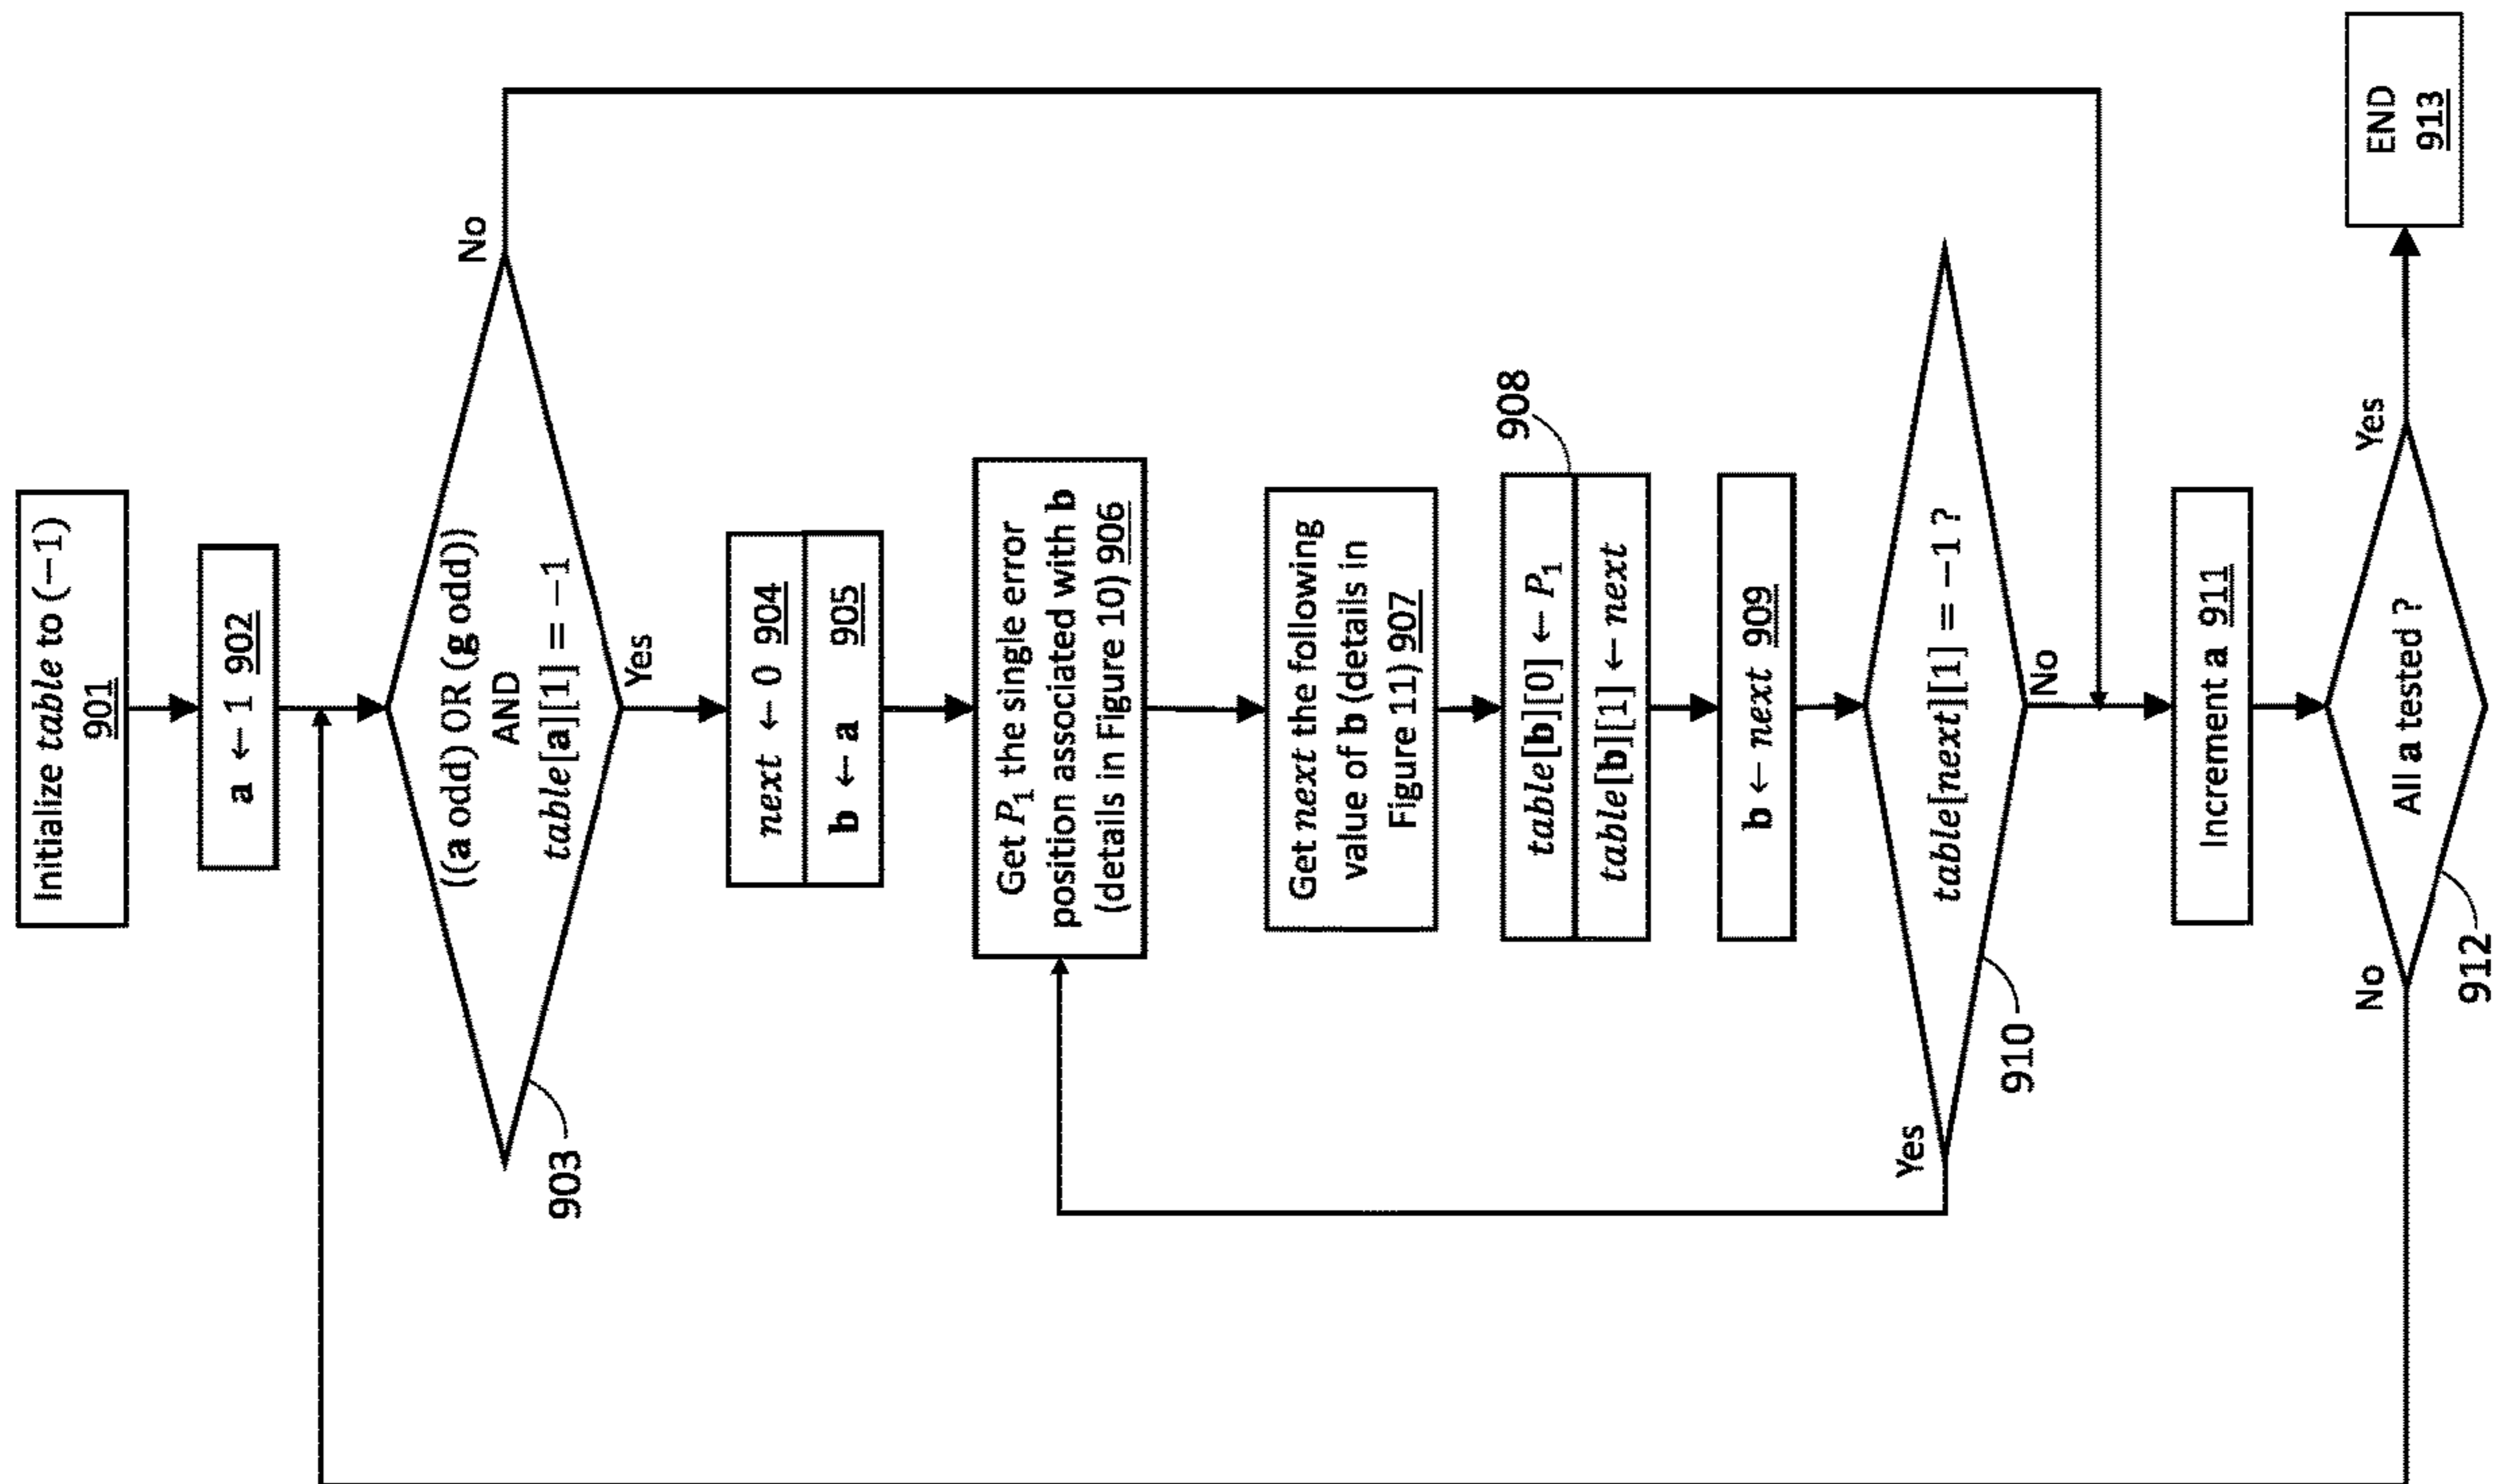 Initialize table to (−1)
901
a ← 1 902
((a odd) OR (g odd))
AND
table[a][1] = −1
No
903
Yes
next ← 0 904
b ← a 905
Get P₁ the single error
position associated with b
(details in Figure 10) 906
Get next the following
value of b (details in
Figure 11) 907
908
table[b][0] ← P₁
table[b][1] ← next
b ← next 909
Yes
table[next][1] = −1 ?
910
No
Increment a 911
No
All a tested ?
Yes
912
END
913